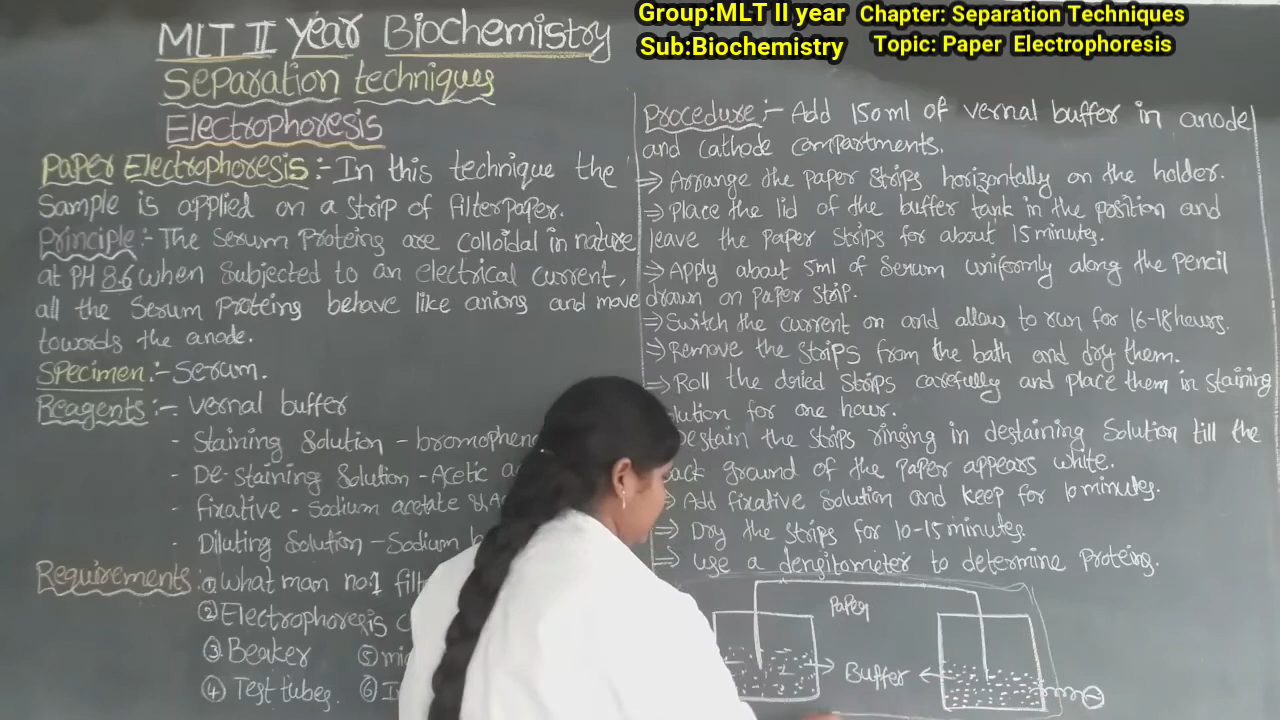 Group:MLT II year Chapter: Separation Techniques
Sub:Biochemistry Topic: Paper Electrophoresis
MLT II Year Biochemistry
Separation techniques
Electrophoresis
Paper Electrophoresis:- In this technique the
Sample is applied on a strip of filterpaper.
Principle:- The Serum Proteins are colloidal in nature
at PH 8.6 when subjected to an electrical current,
all the Serum proteins behave like anions and move
towords the anode.
Specimen:- Serum.
Reagents:- Vernal buffer
- Staining Solution - bromophen
- De-Staining Solution - Acetic
- Fixative - Sodium acetate &
- Diluting Solution - Sodium
Requirements: ① What man no:1
② Electrophoresis
③ Beaker ⑤
④ Test tubes. ⑥
Procedure:- Add 150ml of vernal buffer in anode
and cathode compartments.
⇒ Arrange the paper strips horizontally on the holder.
⇒ Place the lid of the buffer tank in the position and
leave the paper strips for about 15 minutes.
⇒ Apply about 5ml of Serum uniformly along the pencil
drawn on paper strip.
⇒ Switch the current on and allow to run for 16-18 hours.
⇒ Remove the strips from the bath and dry them.
⇒ Roll the dried strips carefully and place them in staining
lution for one hour.
estain the strips ringing in destaining Solution till the
ack ground of the paper appears white.
⇒ Add fixative Solution and keep for 10 minutes.
⇒ Dry the strips for 10-15 minutes.
⇒ use a densitometer to determine proteins.
Paper
Buffer